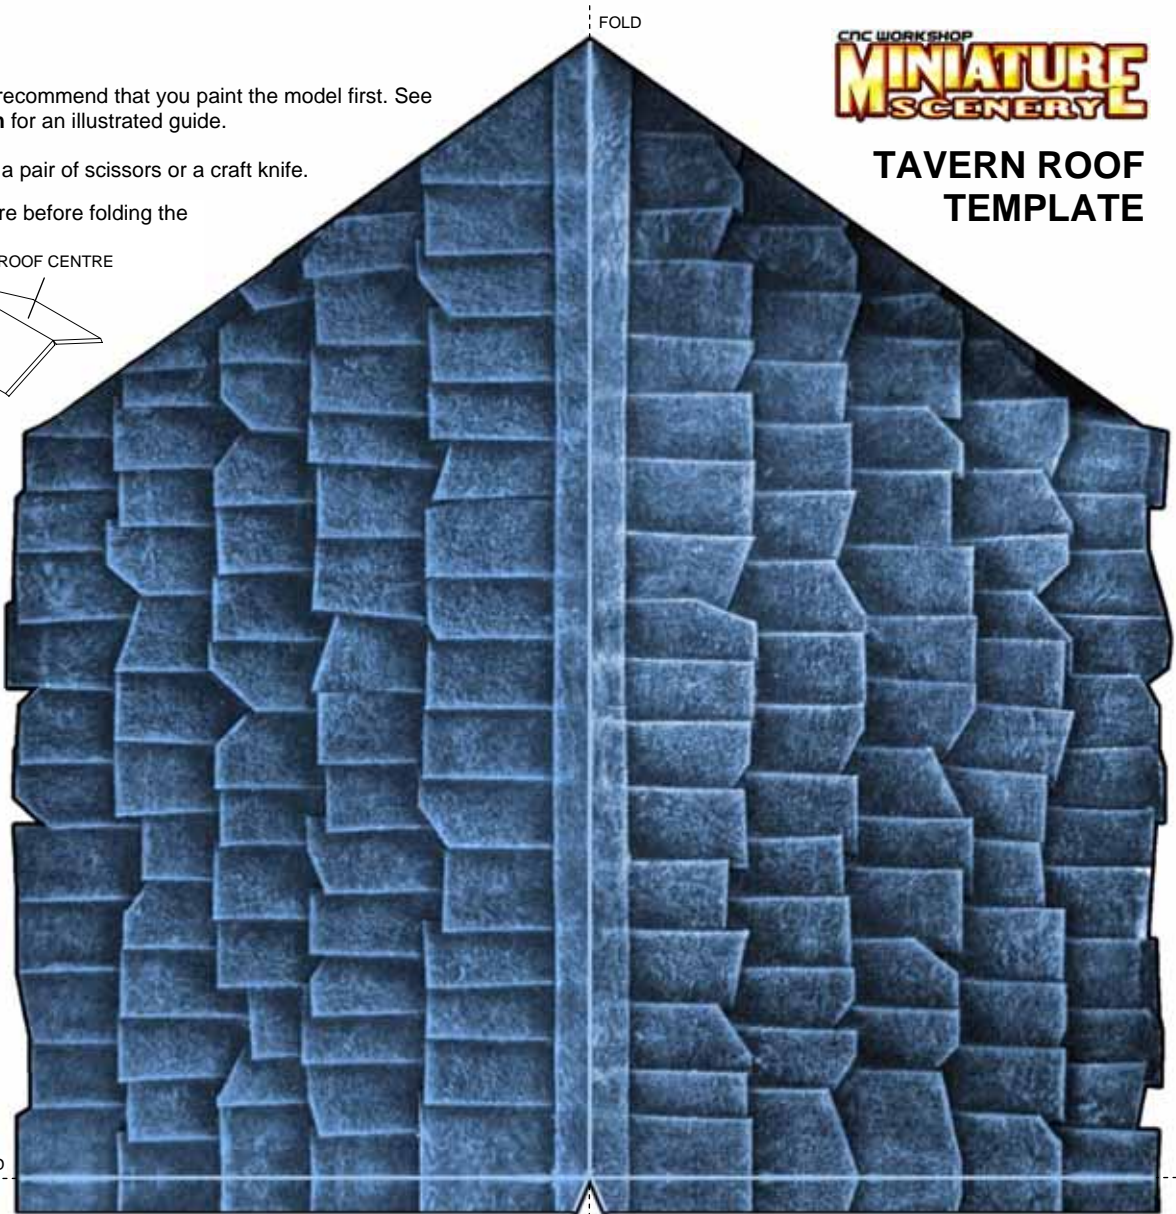 FOLD
CNC WORKSHOP
MINIATURE
SCENERY
recommend that you paint the model first. See
for an illustrated guide.
a pair of scissors or a craft knife.
TAVERN ROOF
TEMPLATE
before folding the
ROOF CENTRE